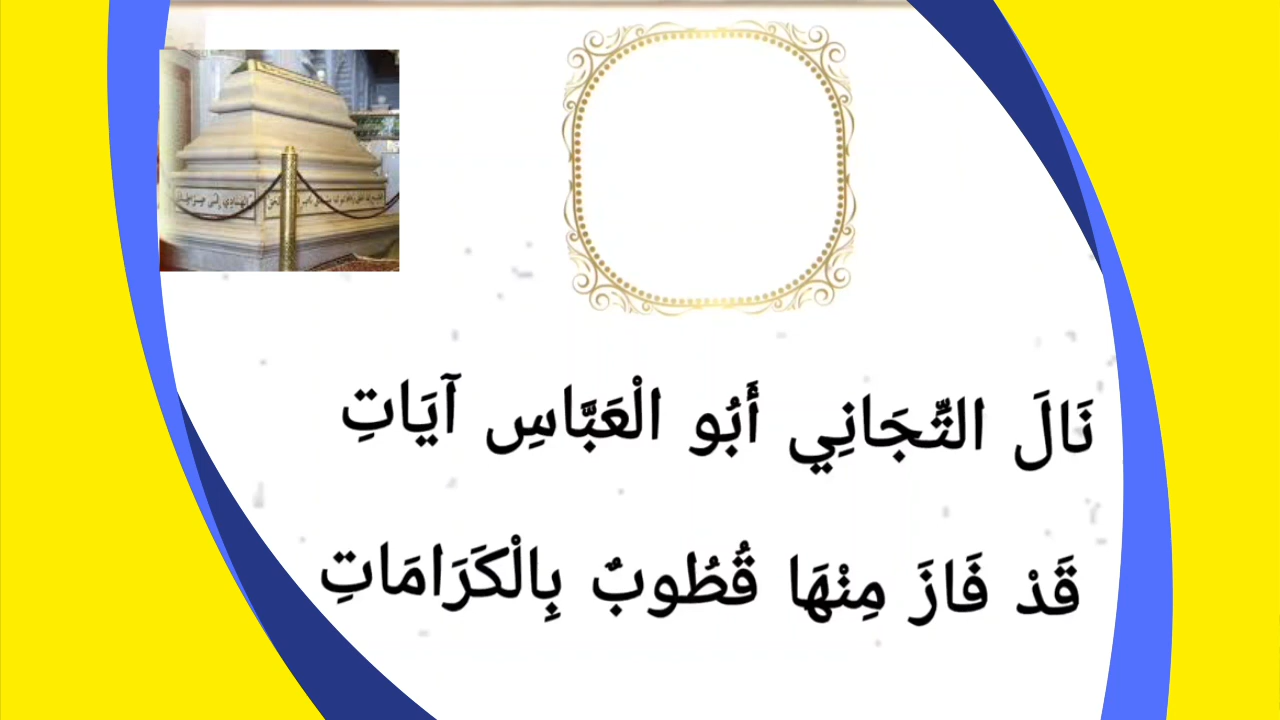 نَالَ التِّجَانِي أَبُو الْعَبَّاسِ آيَاتِ
قَدْ فَازَ مِنْهَا قُطُوبٌ بِالْكَرَامَاتِ